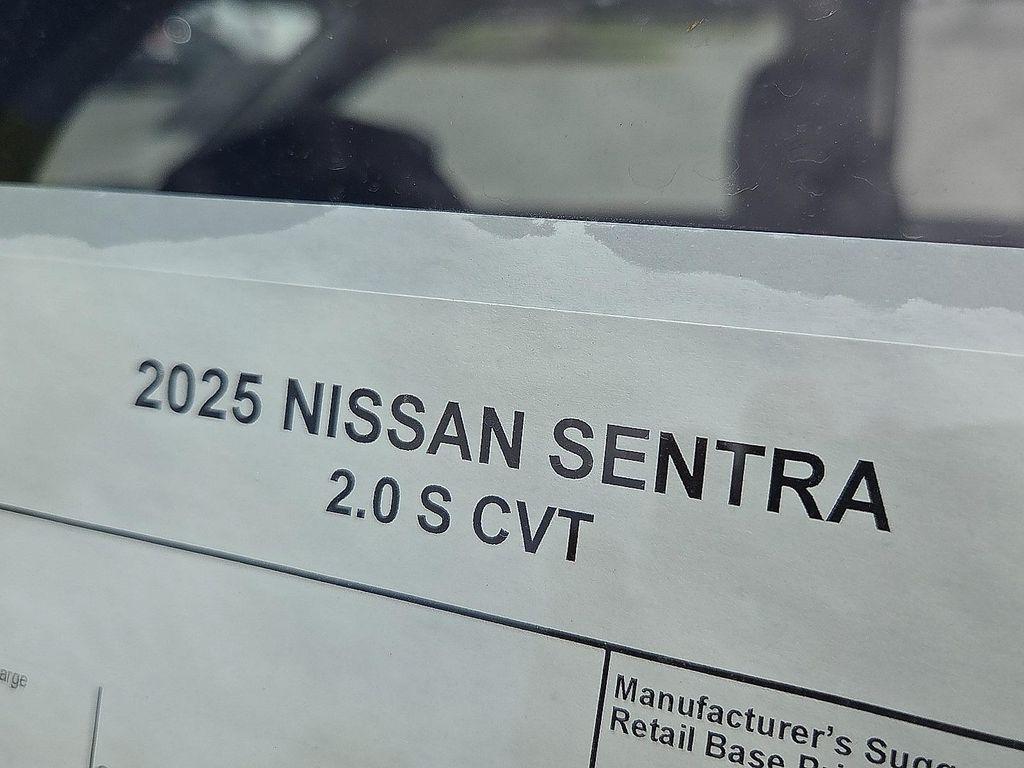 2025 NISSAN SENTRA
2.0 S CVT
Manufacturer's
Retail Base